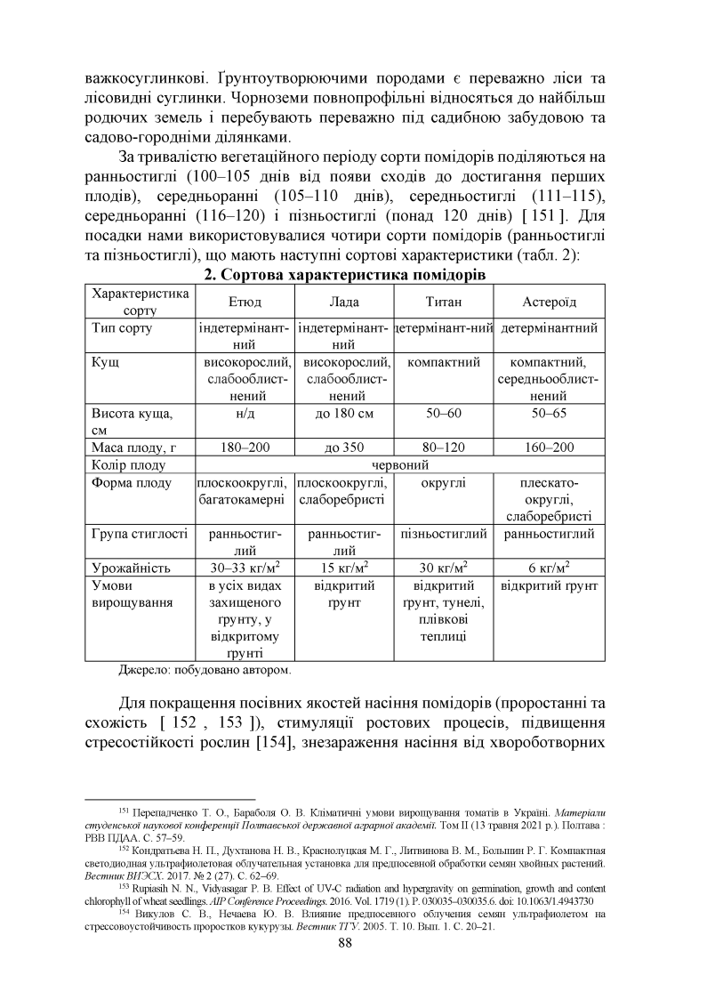 важкосуглинкові. Ґрунтоутворюючими породами є переважно ліси та
лісовидні суглинки. Чорноземи повнопрофільні відносяться до найбільш
родючих земель і перебувають переважно під садибною забудовою та
садово-городніми ділянками.
За тривалістю вегетаційного періоду сорти помідорів поділяються на
ранньостиглі (100–105 днів від появи сходів до достигання перших
плодів), середньоранні (105–110 днів), середньостиглі (111–115),
середньоранні (116–120) і пізньостиглі (понад 120 днів) [ 151 ]. Для
посадки нами використовувалися чотири сорти помідорів (ранньостиглі
та пізньостиглі), що мають наступні сортові характеристики (табл. 2):
2. Сортова характеристика помідорів
Характеристика сорту Етюд Лада Титан Астероїд
Тип сорту індетермінант- індетермінант- детермінант-ний детермінантний
ний ний
Кущ високорослий, високорослий, компактний компактний,
слабооблист- слабооблист- середньооблист-
нений нений нений
Висота куща, н/д до 180 см 50–60 50–65
см
Маса плоду, г 180–200 до 350 80–120 160–200
Колір плоду червоний
Форма плоду плоскоокруглі, плоскоокруглі, округлі плескато-
багатокамерні слаборебристі округлі,
слаборебристі
Група стиглості ранньостиг- ранньостиг- пізньостиглий ранньостиглий
лий лий
Урожайність 30–33 кг/м² 15 кг/м² 30 кг/м² 6 кг/м²
Умови в усіх видах відкритий відкритий відкритий ґрунт
вирощування захищеного ґрунт ґрунт, тунелі,
ґрунту, у плівкові
відкритому теплиці
ґрунті
Джерело: побудовано автором.
Для покращення посівних якостей насіння помідорів (проростанні та
схожість [ 152 , 153 ]), стимуляції ростових процесів, підвищення
стресостійкості рослин [154], знезараження насіння від хвороботворних
151 Перепадченко Т. О., Бараболя О. В. Кліматичні умови вирощування томатів в Україні. Матеріали
студенської наукової конференції Полтавської державної аграрної академії. Том ІІ (13 травня 2021 р.). Полтава :
РВВ ПДАА. С. 57–59.
152 Кондратьева Н. П., Духтанова Н. В., Краснолуцкая М. Г., Литвинова В. М., Большин Р. Г. Компактная
светодиодная ультрафиолетовая облучательная установка для предпосевной обработки семян хвойных растений.
Вестник ВИЭСХ. 2017. № 2 (27). С. 62–69.
153 Rupiasih N. N., Vidyasagar P. B. Effect of UV-C radiation and hypergravity on germination, growth and content
chlorophyll of wheat seedlings. AIP Conference Proceedings. 2016. Vol. 1719 (1). P. 030035–030035.6. doi: 10.1063/1.4943730
154 Викулов С. В., Нечаева Ю. В. Влияние предпосевного облучения семян ультрафиолетом на
стрессовоустойчивость проростков кукурузы. Вестник ТГУ. 2005. Т. 10. Вып. 1. С. 20–21.
88